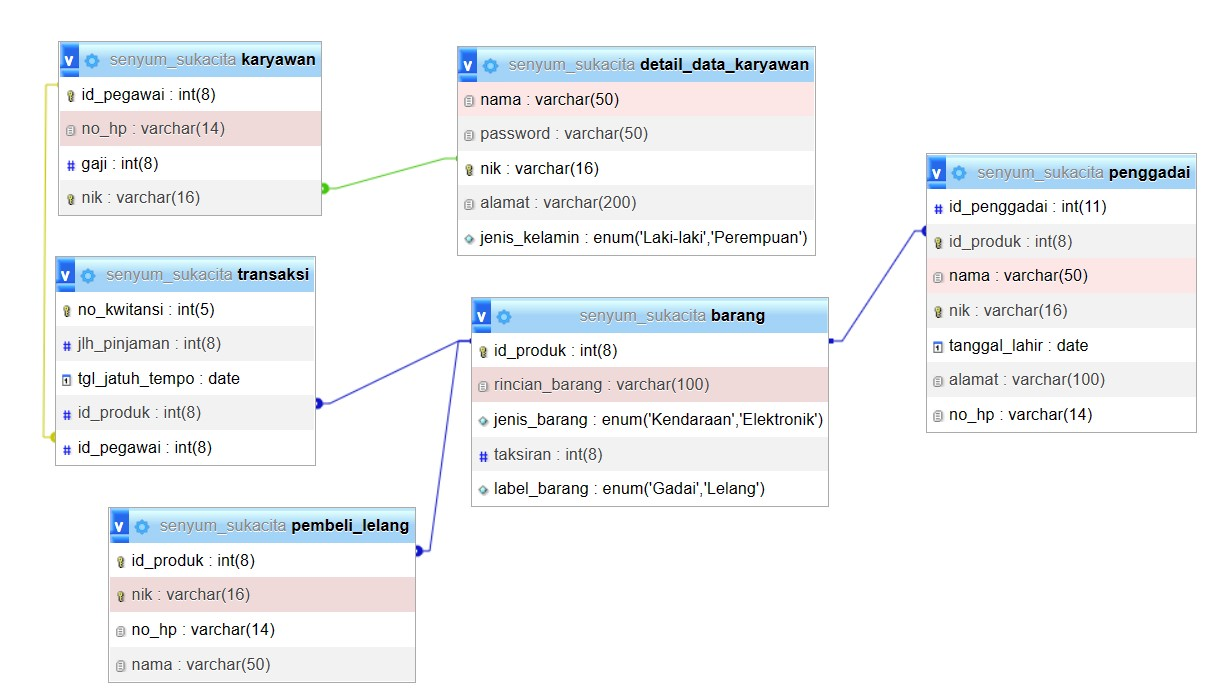 v senyum_sukacita karyawan
id_pegawai : int(8)
no_hp : varchar(14)
# gaji : int(8)
nik : varchar(16)
v senyum_sukacita detail_data_karyawan
nama : varchar(50)
password : varchar(50)
nik : varchar(16)
alamat : varchar(200)
jenis_kelamin : enum('Laki-laki','Perempuan')
v senyum_sukacita penggadai
# id_penggadai : int(11)
id_produk : int(8)
nama : varchar(50)
nik : varchar(16)
tanggal_lahir : date
alamat : varchar(100)
no_hp : varchar(14)
v senyum_sukacita transaksi
no_kwitansi : int(5)
# jlh_pinjaman : int(8)
tgl_jatuh_tempo : date
# id_produk : int(8)
# id_pegawai : int(8)
v senyum_sukacita barang
id_produk : int(8)
rincian_barang : varchar(100)
jenis_barang : enum('Kendaraan','Elektronik')
# taksiran : int(8)
label_barang : enum('Gadai','Lelang')
v senyum_sukacita pembeli_lelang
id_produk : int(8)
nik : varchar(16)
no_hp : varchar(14)
nama : varchar(50)